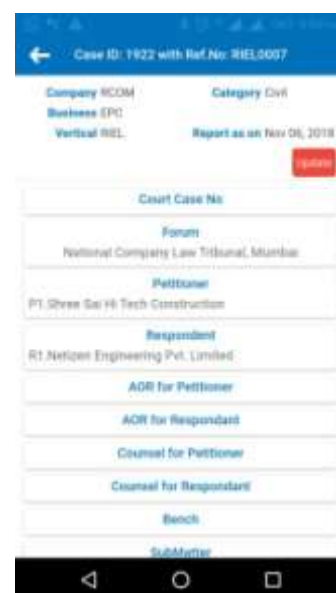 Case ID: 1922 with Ref.No: RIEL0007
Company RCOM
Category Civil
Business EPC
Vertical RIEL
Report as on Nov 06, 2018
Update
Court Case No
Forum
National Company Law Tribunal, Mumbai
Petitioner
P1.Shree Sai Hi Tech Construction
Respondent
R1.Netizen Engineering Pvt. Limited
AOR for Petitioner
AOR for Respondant
Counsel for Petitioner
Counsel for Respondant
Bench
SubMatter